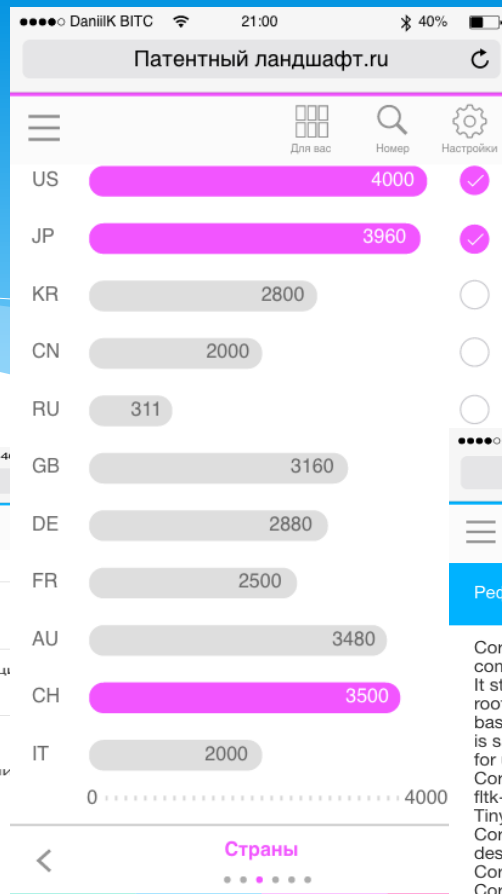 DaniilK BITC 21:00 40%
Патентный ландшафт.ru
Для вас Номер Настройки
US 4000
JP 3960
KR 2800
CN 2000
RU 311
GB 3160
DE 2880
FR 2500
AU 3480
CH 3500
IT 2000
0 4000
Страны
It
is
for